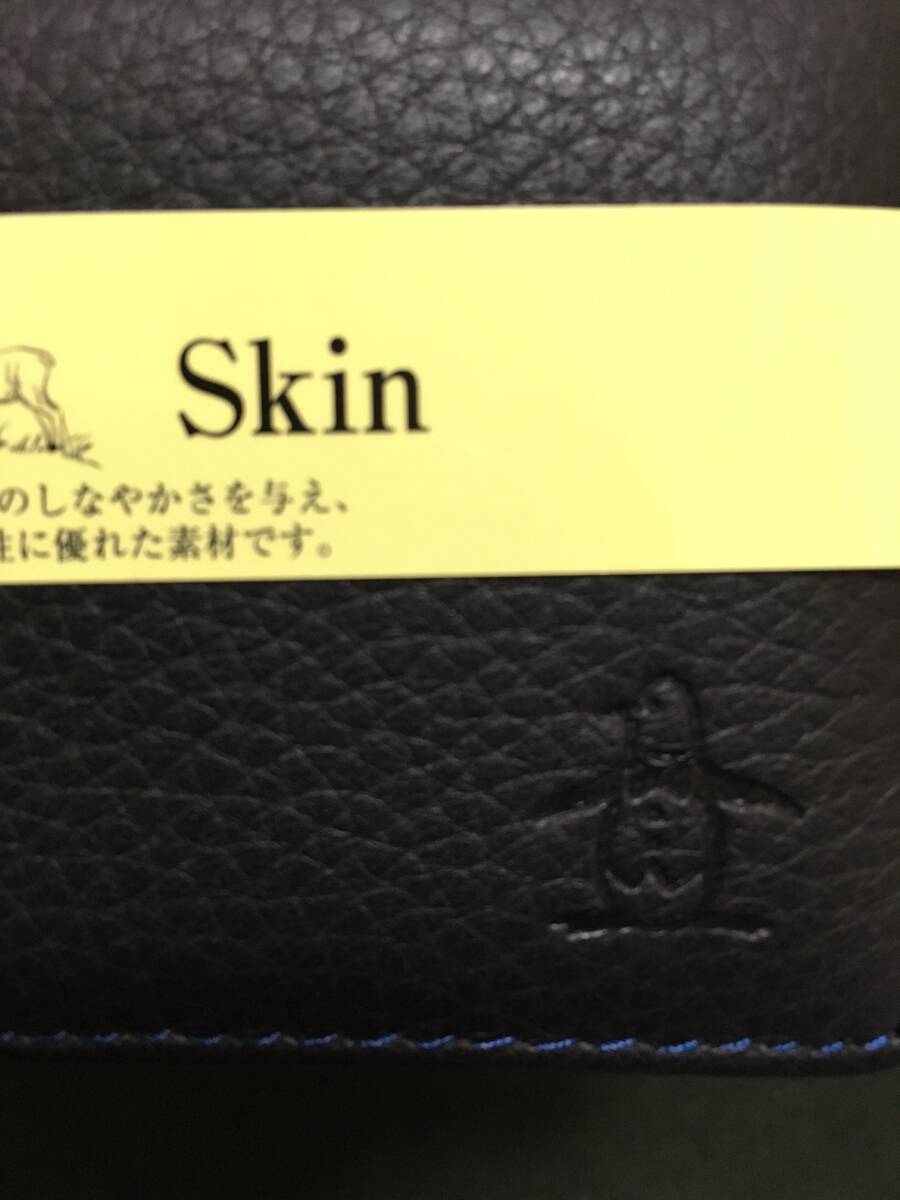 Skin
のしなやかさを与え、
性に優れた素材です。